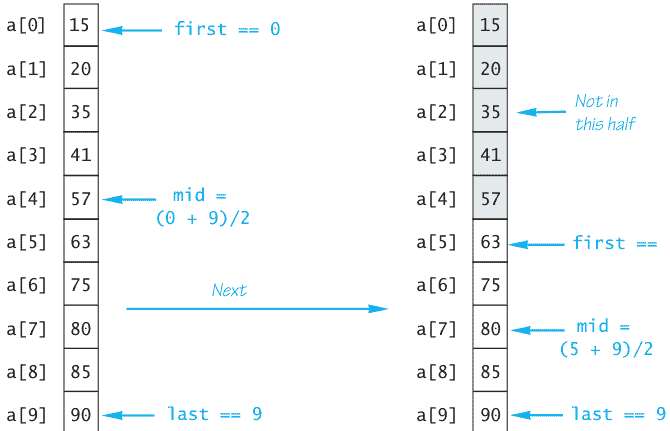 a[0] 15 first == 0
a[1] 20
a[2] 35
a[3] 41
a[4] 57 mid =
(0 + 9)/2
a[5] 63
a[6] 75
a[7] 80
a[8] 85
a[9] 90 last == 9
Next
a[0] 15
a[1] 20
a[2] 35 Not in
this half
a[3] 41
a[4] 57
a[5] 63 first ==
a[6] 75
a[7] 80 mid =
(5 + 9)/2
a[8] 85
a[9] 90 last == 9